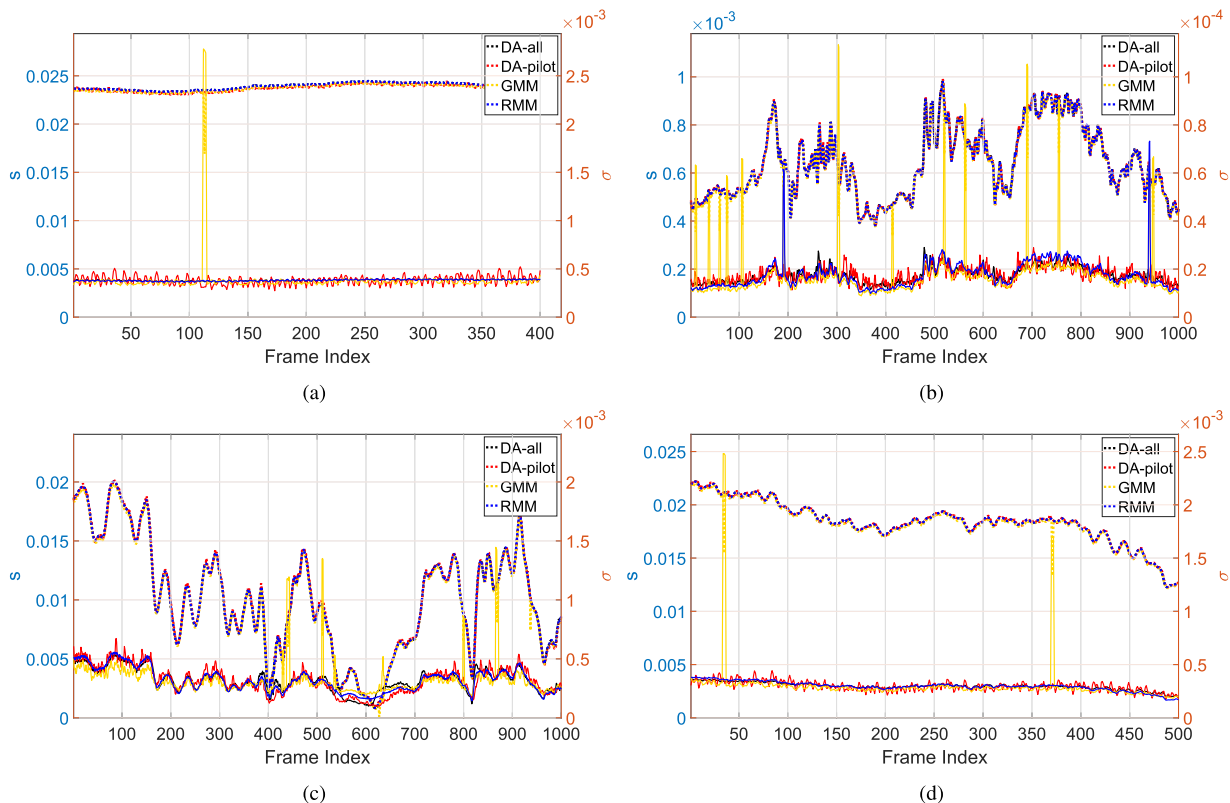 ×10⁻³
0.025
0.02
0.015
0.01
0.005
0
s
2.5
2
1.5
1
0.5
0
σ
DA-all
DA-pilot
GMM
RMM
50 100 150 200 250 300 350 400
Frame Index
(a)
×10⁻³
×10⁻⁴
1
0.8
0.6
0.4
0.2
0
s
1
0.8
0.6
0.4
0.2
0
σ
DA-all
DA-pilot
GMM
RMM
100 200 300 400 500 600 700 800 900 1000
Frame Index
(b)
×10⁻³
0.02
0.015
0.01
0.005
0
s
2
1.5
1
0.5
0
σ
DA-all
DA-pilot
GMM
RMM
100 200 300 400 500 600 700 800 900 1000
Frame Index
(c)
×10⁻³
0.025
0.02
0.015
0.01
0.005
0
s
2.5
2
1.5
1
0.5
0
σ
DA-all
DA-pilot
GMM
RMM
50 100 150 200 250 300 350 400 450 500
Frame Index
(d)